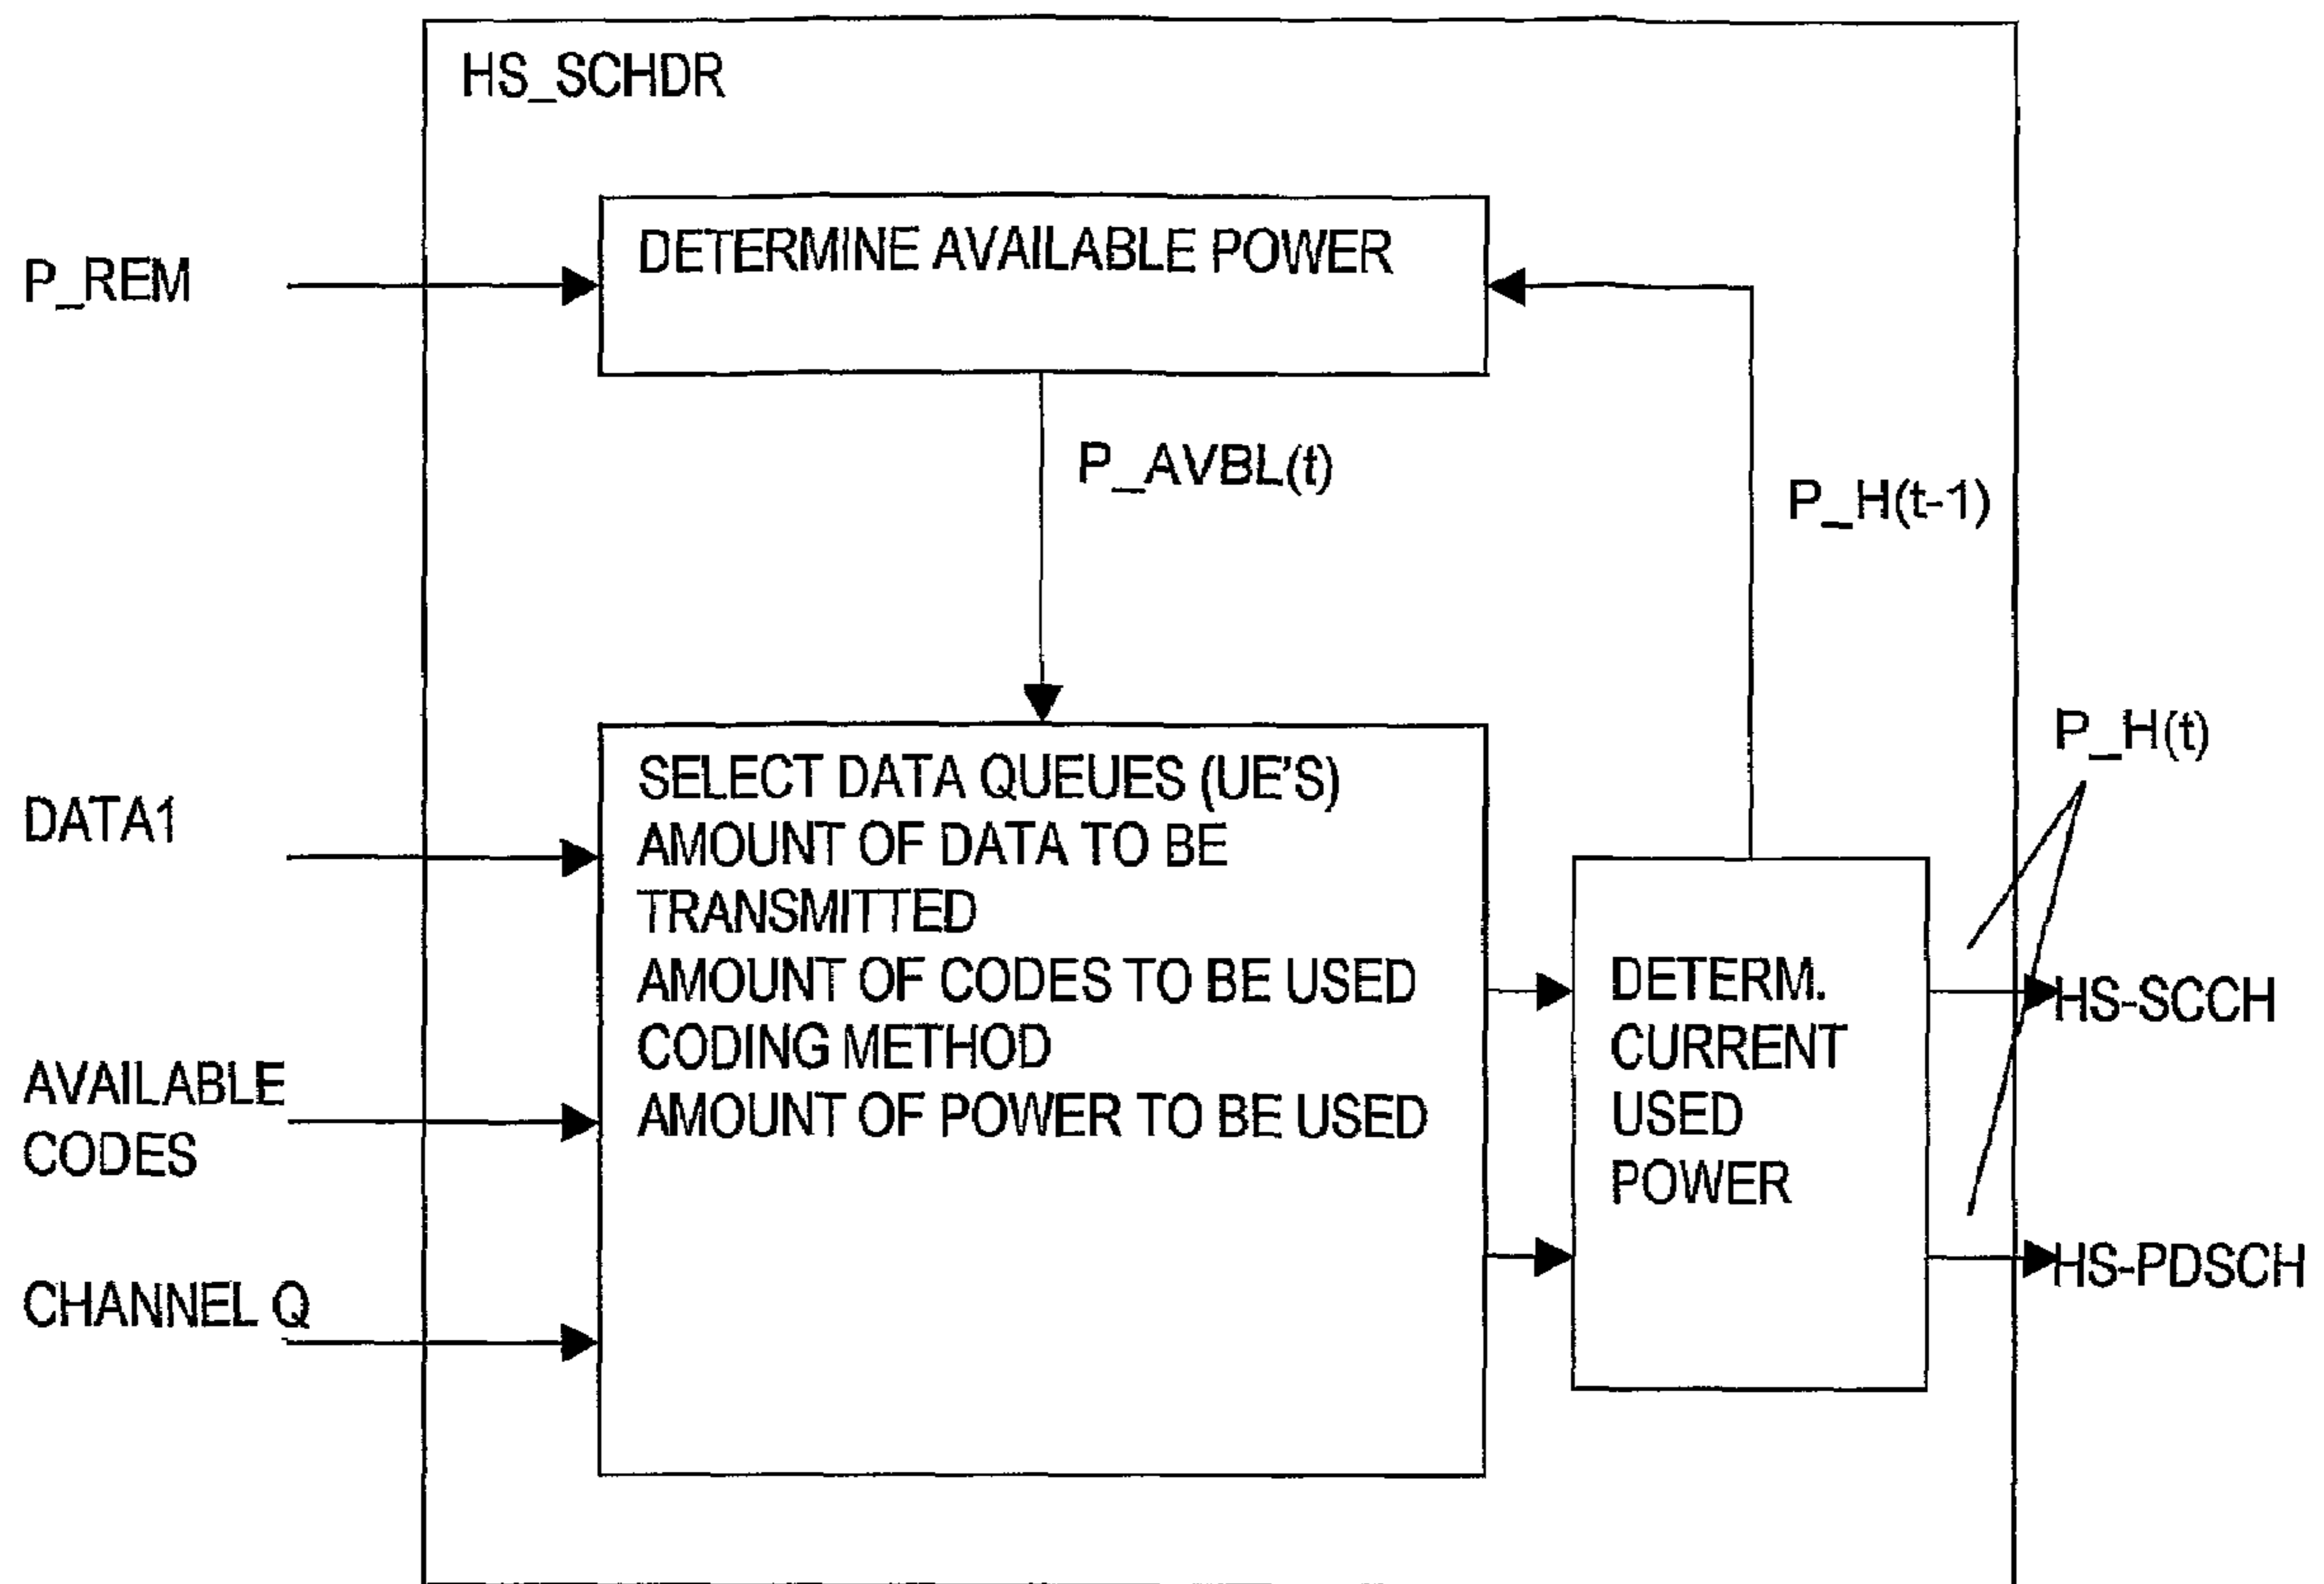 HS_SCHDR
P_REM
DETERMINE AVAILABLE POWER
P_AVBL(t)
P_H(t-1)
P_H(t)
DATA1
SELECT DATA QUEUES (UE'S)
AMOUNT OF DATA TO BE
TRANSMITTED
AMOUNT OF CODES TO BE USED
CODING METHOD
AMOUNT OF POWER TO BE USED
AVAILABLE
CODES
CHANNEL Q
DETERM.
CURRENT
USED
POWER
HS-SCCH
HS-PDSCH